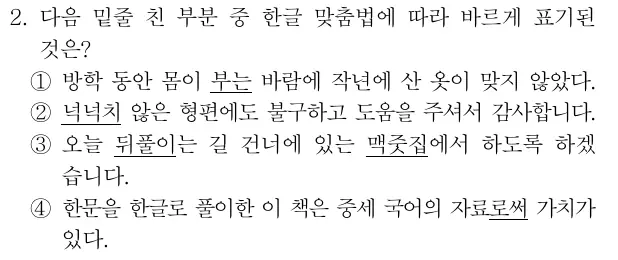 2. 다음 밑줄 친 부분 중 한글 맞춤법에 따라 바르게 표기된
것은?
① 방학 동안 몸이 부는 바람에 작년에 산 옷이 맞지 않았다.
② 넉넉치 않은 형편에도 불구하고 도움을 주셔서 감사합니다.
③ 오늘 뒤풀이는 길 건너에 있는 맥줏집에서 하도록 하겠
습니다.
④ 한문을 한글로 풀이한 이 책은 중세 국어의 자료로써 가치가
있다.